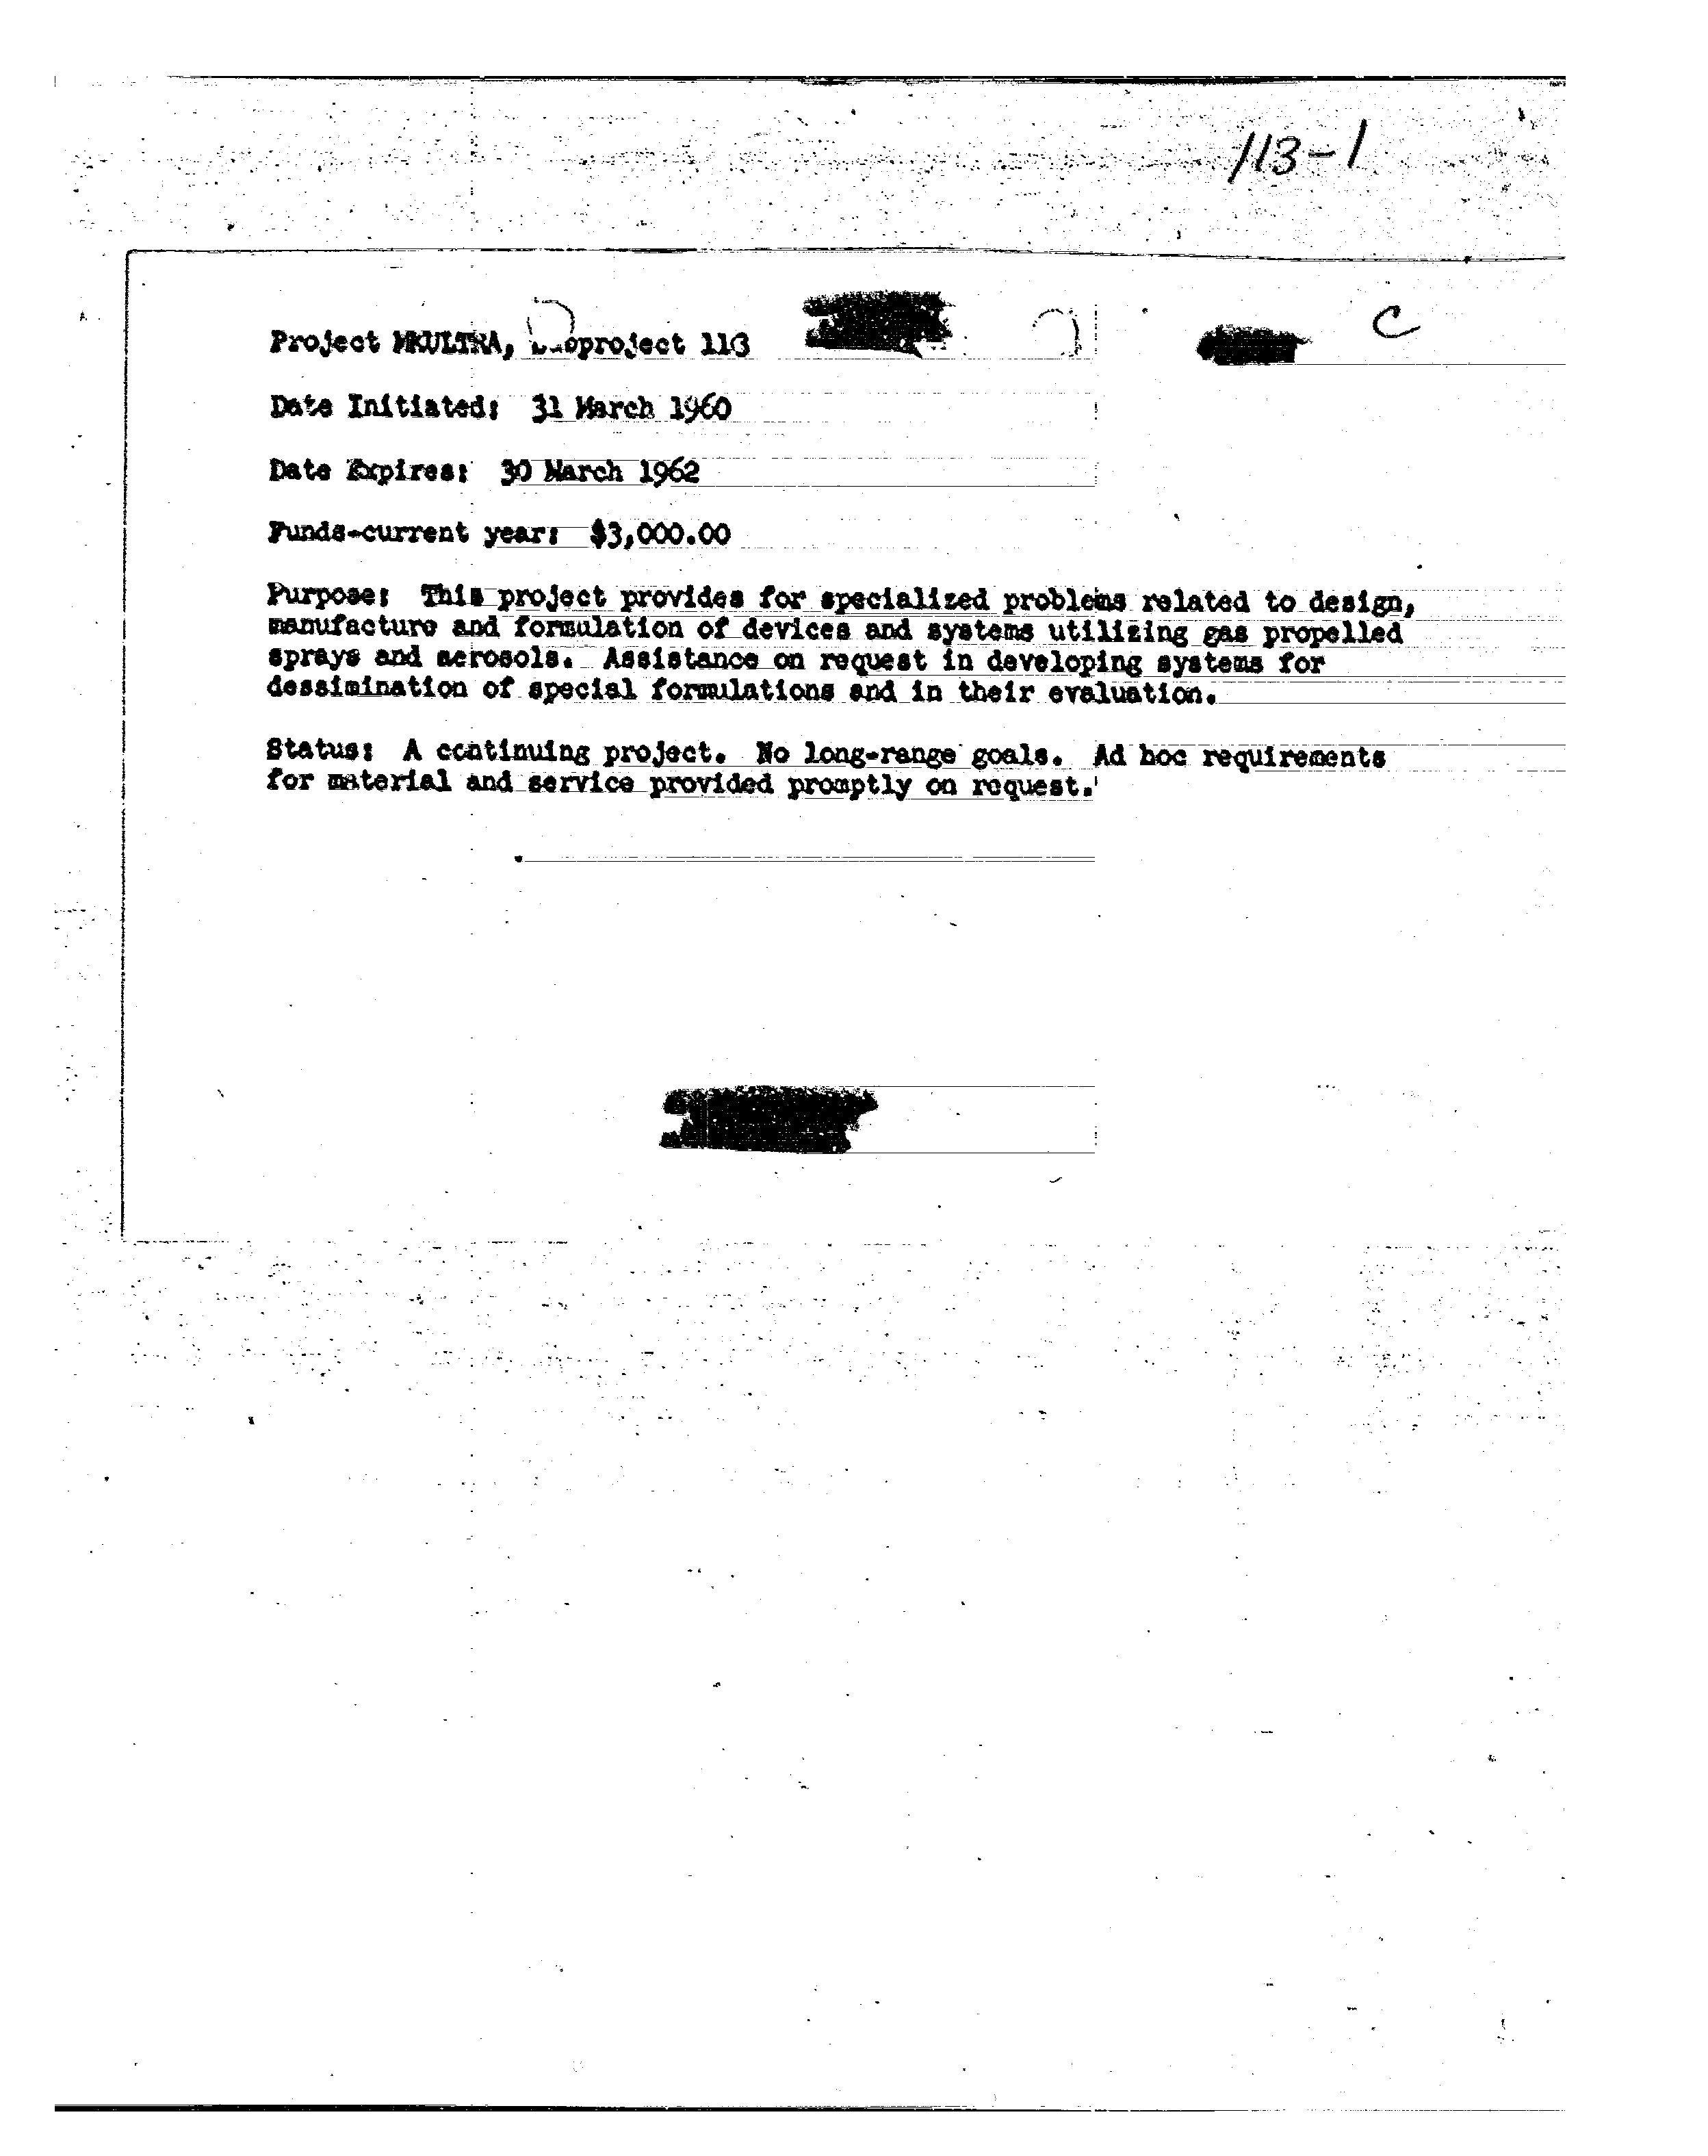 113-1
C
Project MKULTRA, Subproject 113
Date Initiated: 31 March 1960
Date Expires: 30 March 1962
Funds-current year: $3,000.00
Purpose: This project provides for specialized problems related to design,
manufacture and formulation of devices and systems utilizing gas propelled
sprays and aerosols. Assistance on request in developing systems for
dessimination of special formulations and in their evaluation.
Status: A continuing project. No long-range goals. Ad hoc requirements
for material and service provided promptly on request.